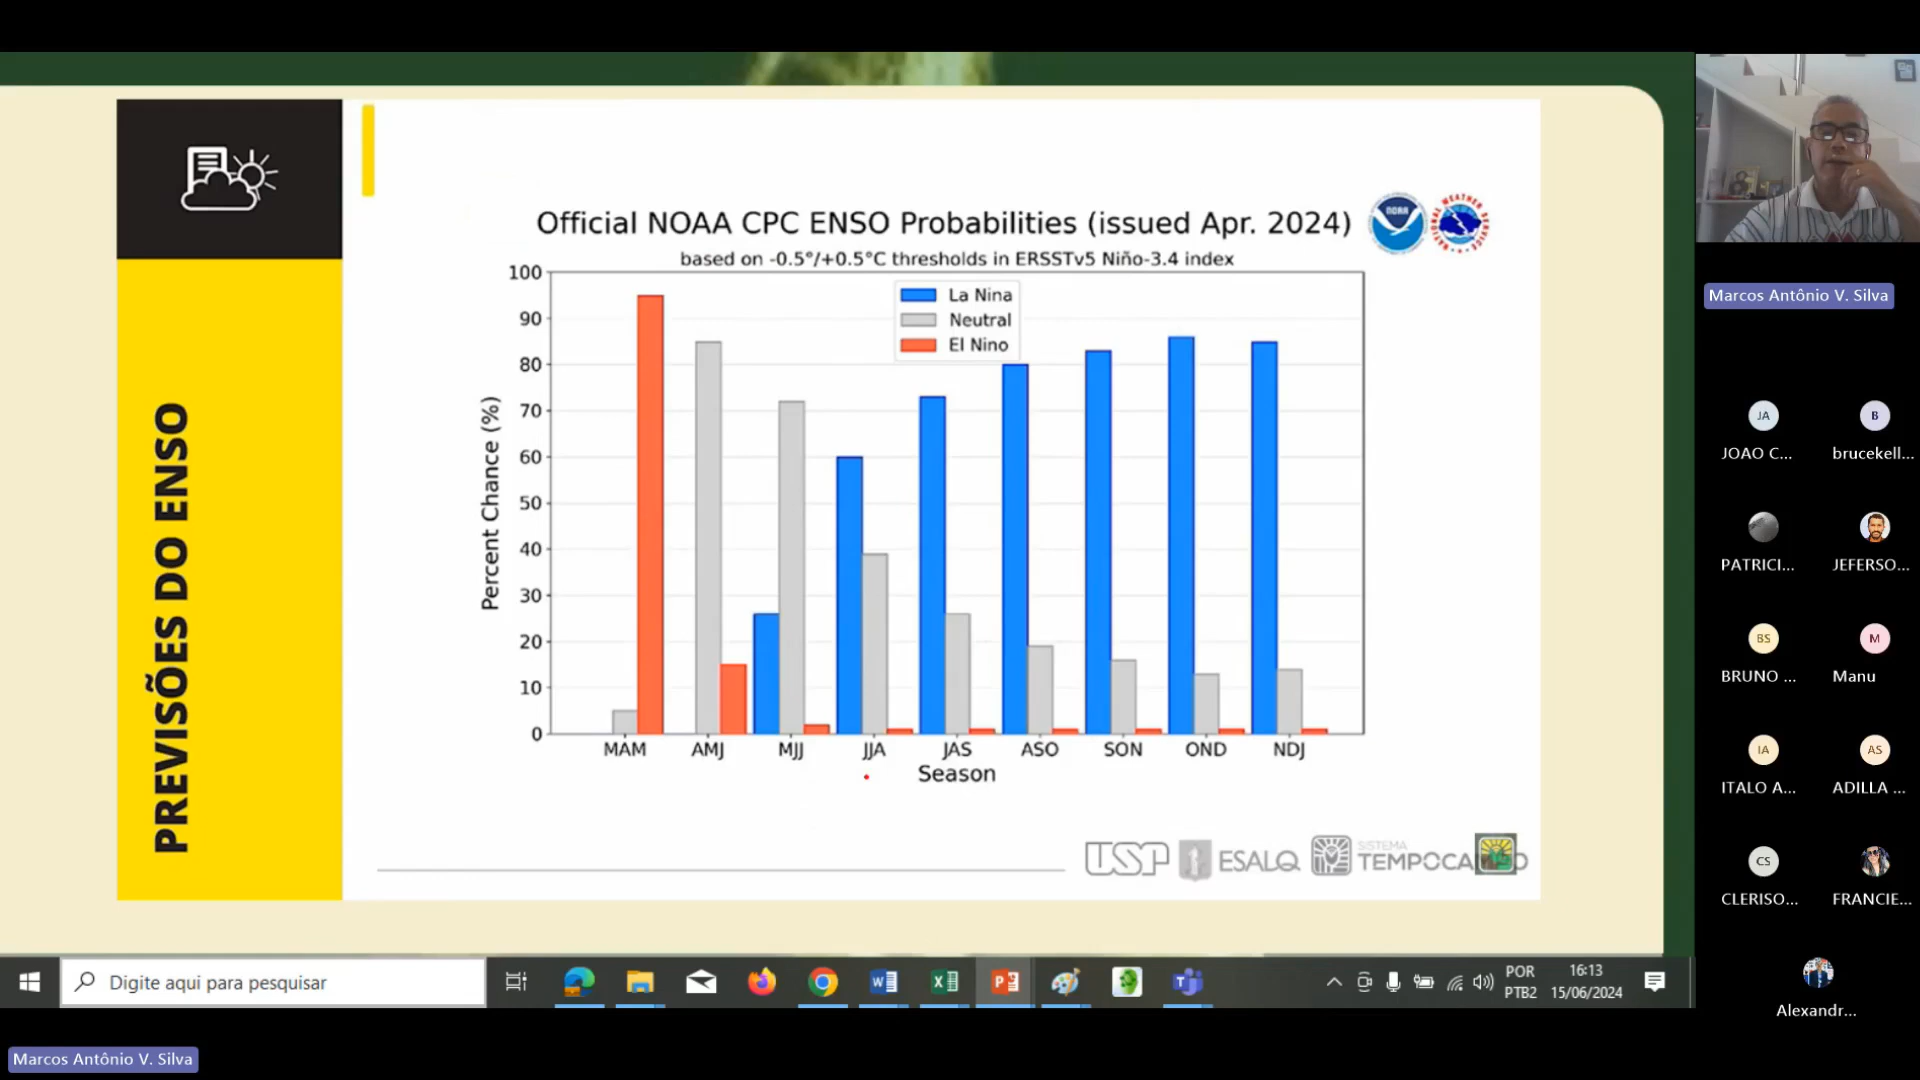 PREVISÕES DO ENSO
Official NOAA CPC ENSO Probabilities (issued Apr. 2024)
based on -0.5°/+0.5°C thresholds in ERSSTv5 Niño-3.4 index
NOAA
NATIONAL WEATHER SERVICE
La Nina
Neutral
El Nino
Percent Chance (%)
100
90
80
70
60
50
40
30
20
10
0
MAM AMJ MJJ JJA JAS ASO SON OND NDJ
Season
USP ESALQ SISTEMA
Marcos Antônio V. Silva
JA B
JOAO C... brucekell...
PATRICI... JEFERSO...
BS M
BRUNO ... Manu
IA AS
ITALO A... ADILLA ...
CS
CLERISO... FRANCIE...
Alexandr...
Digite aqui para pesquisar
POR 16:13
PTB2 15/06/2024
Marcos Antônio V. Silva